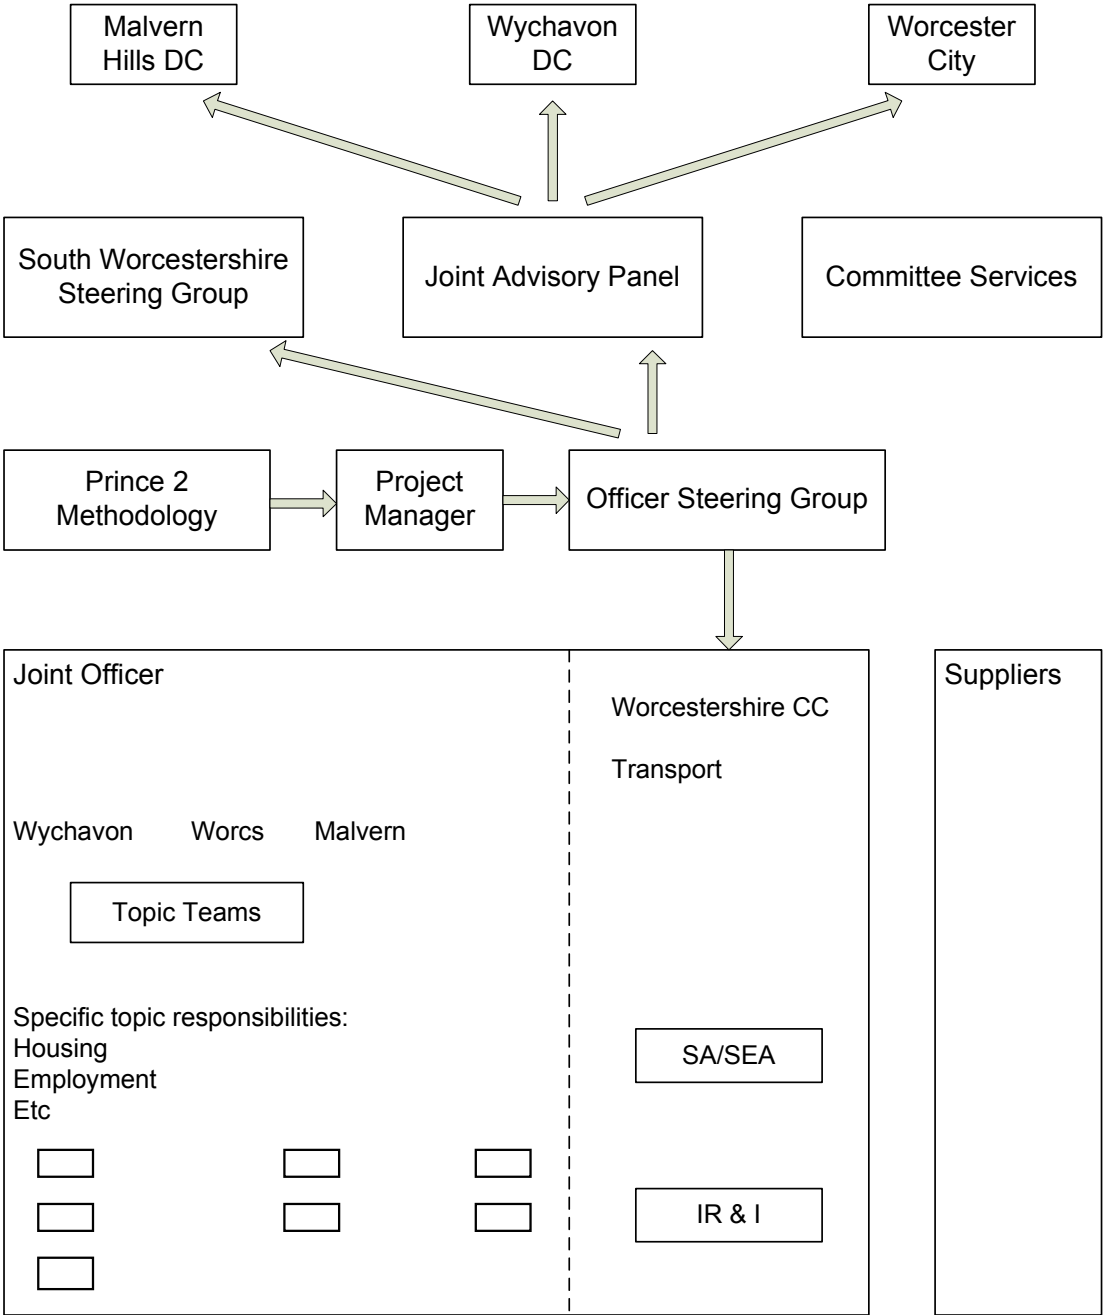 Malvern
Hills DC
Wychavon
DC
Worcester
City
South Worcestershire
Steering Group
Joint Advisory Panel
Committee Services
Prince 2
Methodology
Project
Manager
Officer Steering Group
Joint Officer
Worcestershire CC
Transport
Suppliers
Wychavon Worcs Malvern
Topic Teams
Specific topic responsibilities:
Housing
Employment
Etc
SA/SEA
IR & I